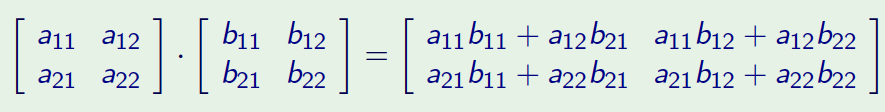 [ a₁₁ a₁₂ ] · [ b₁₁ b₁₂ ] = [ a₁₁b₁₁ + a₁₂b₂₁ a₁₁b₁₂ + a₁₂b₂₂ ]
[ a₂₁ a₂₂ ] [ b₂₁ b₂₂ ] [ a₂₁b₁₁ + a₂₂b₂₁ a₂₁b₁₂ + a₂₂b₂₂ ]